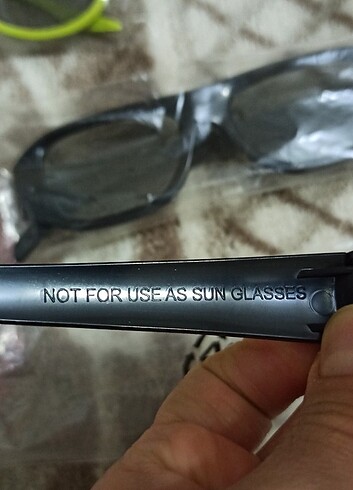 NOT FOR USE AS SUN GLASSES